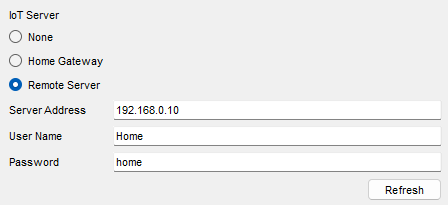 IoT Server
None
Home Gateway
Remote Server
Server Address 192.168.0.10
User Name Home
Password home
Refresh